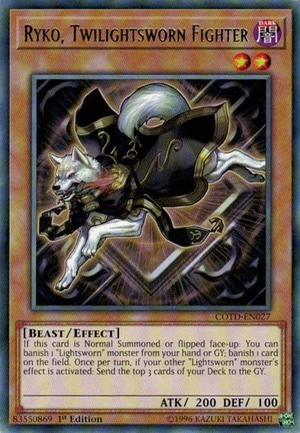 Ryko, Twilightsworn Fighter
DARK
闇
COTD-EN027
[Beast/Effect]
If this card is Normal Summoned or flipped face-up: You can
banish 1 "Lightsworn" monster from your hand or GY; banish 1 card
on the field. Once per turn, if your other "Lightsworn" monster's
effect is activated: Send the top 3 cards of your Deck to the GY.
ATK/ 200 DEF/ 100
83550869 1st Edition ©1996 KAZUKI TAKAHASHI